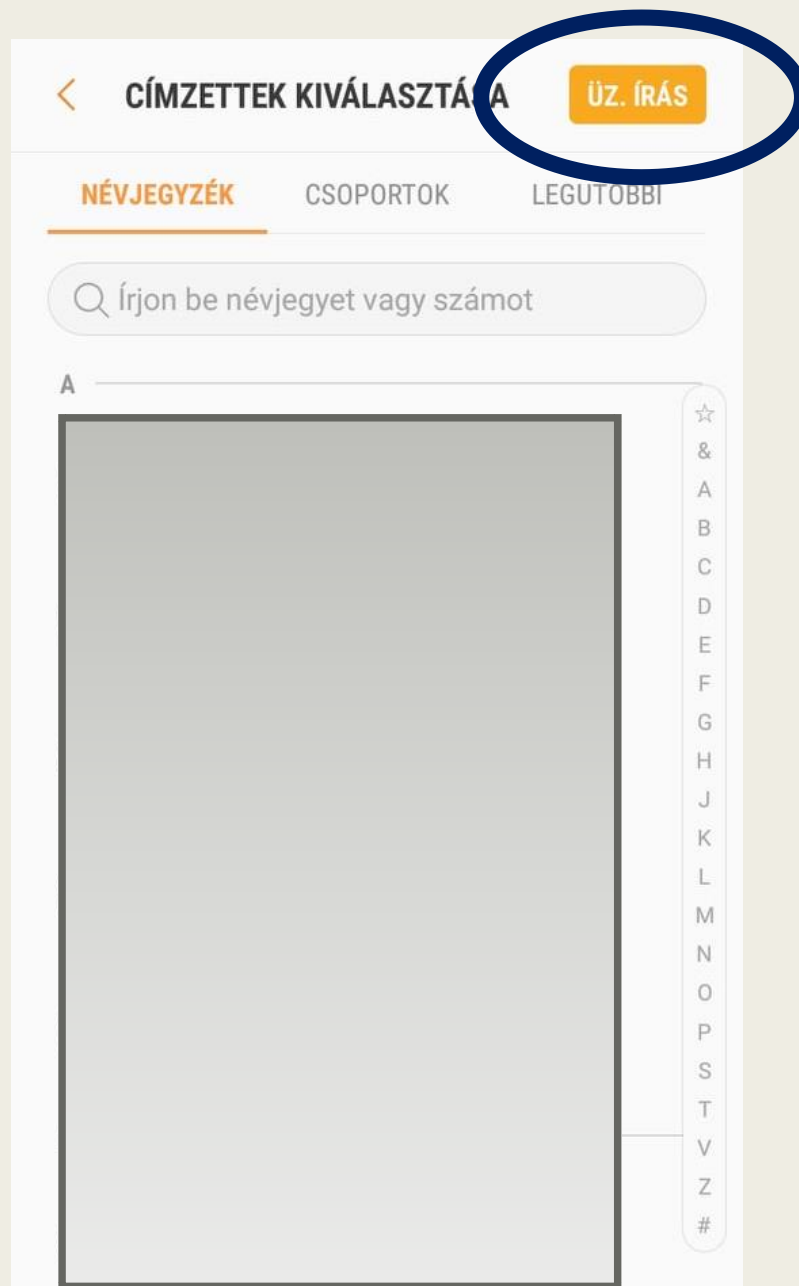 CÍMZETTEK KIVÁLASZTÁSA
ÜZ. ÍRÁS
NÉVJEGYZÉK CSOPORTOK LEGUTÓBBI
Írjon be névjegyet vagy számot
A
☆
&
A
B
C
D
E
F
G
H
J
K
L
M
N
O
P
S
T
V
Z
#